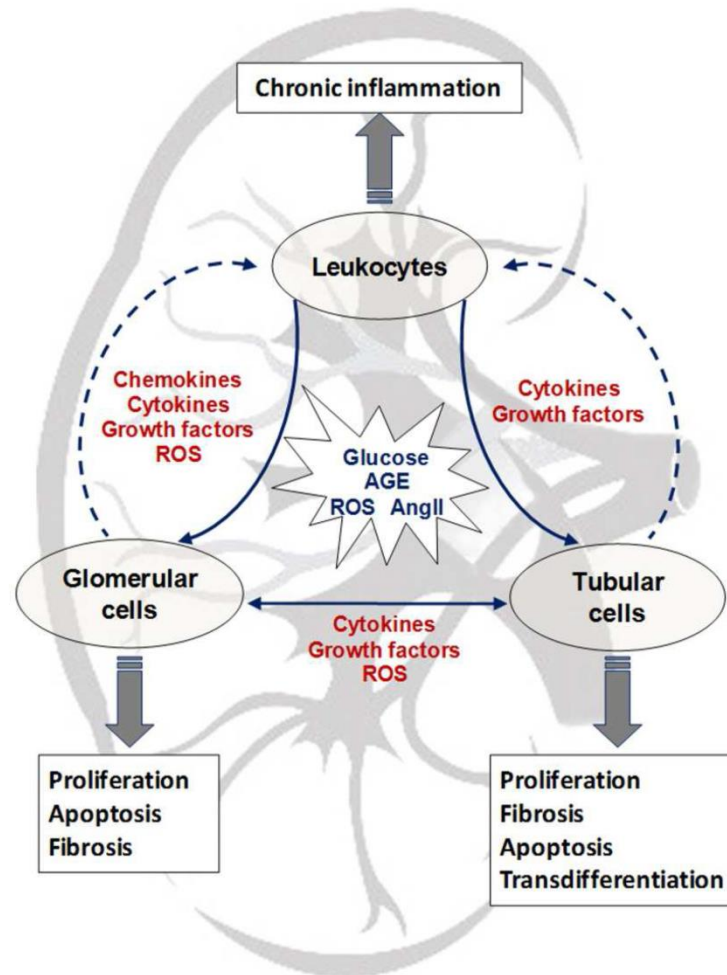 Chronic inflammation
Leukocytes
Chemokines
Cytokines
Growth factors
ROS
Cytokines
Growth factors
Glucose
AGE
ROS AngII
Glomerular
cells
Tubular
cells
Cytokines
Growth factors
ROS
Proliferation
Apoptosis
Fibrosis
Proliferation
Fibrosis
Apoptosis
Transdifferentiation